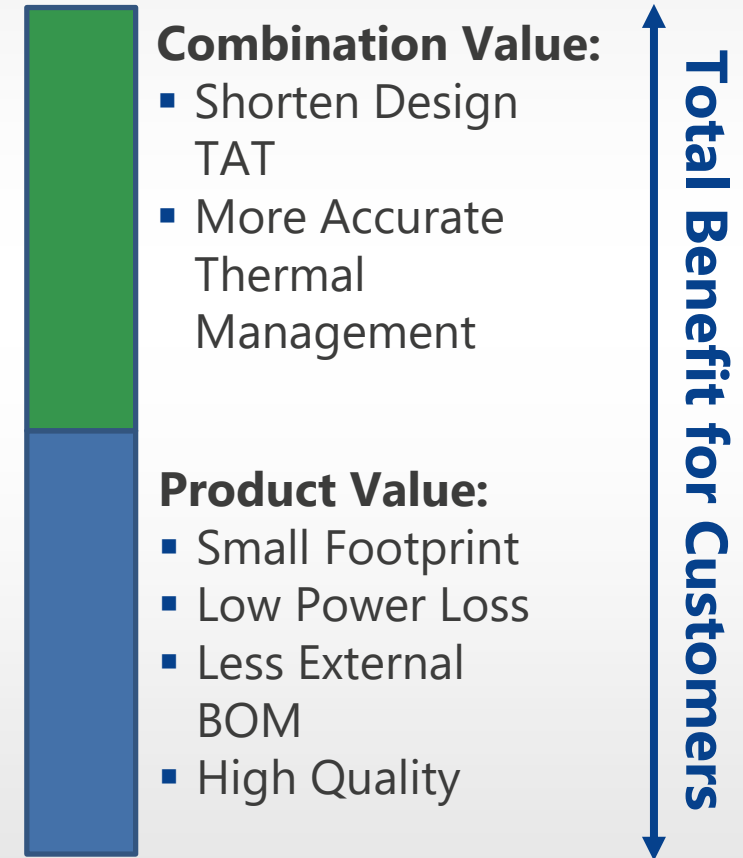 Combination Value:
▪ Shorten Design
TAT
▪ More Accurate
Thermal
Management
Product Value:
▪ Small Footprint
▪ Low Power Loss
▪ Less External
BOM
▪ High Quality
Total Benefit for Customers